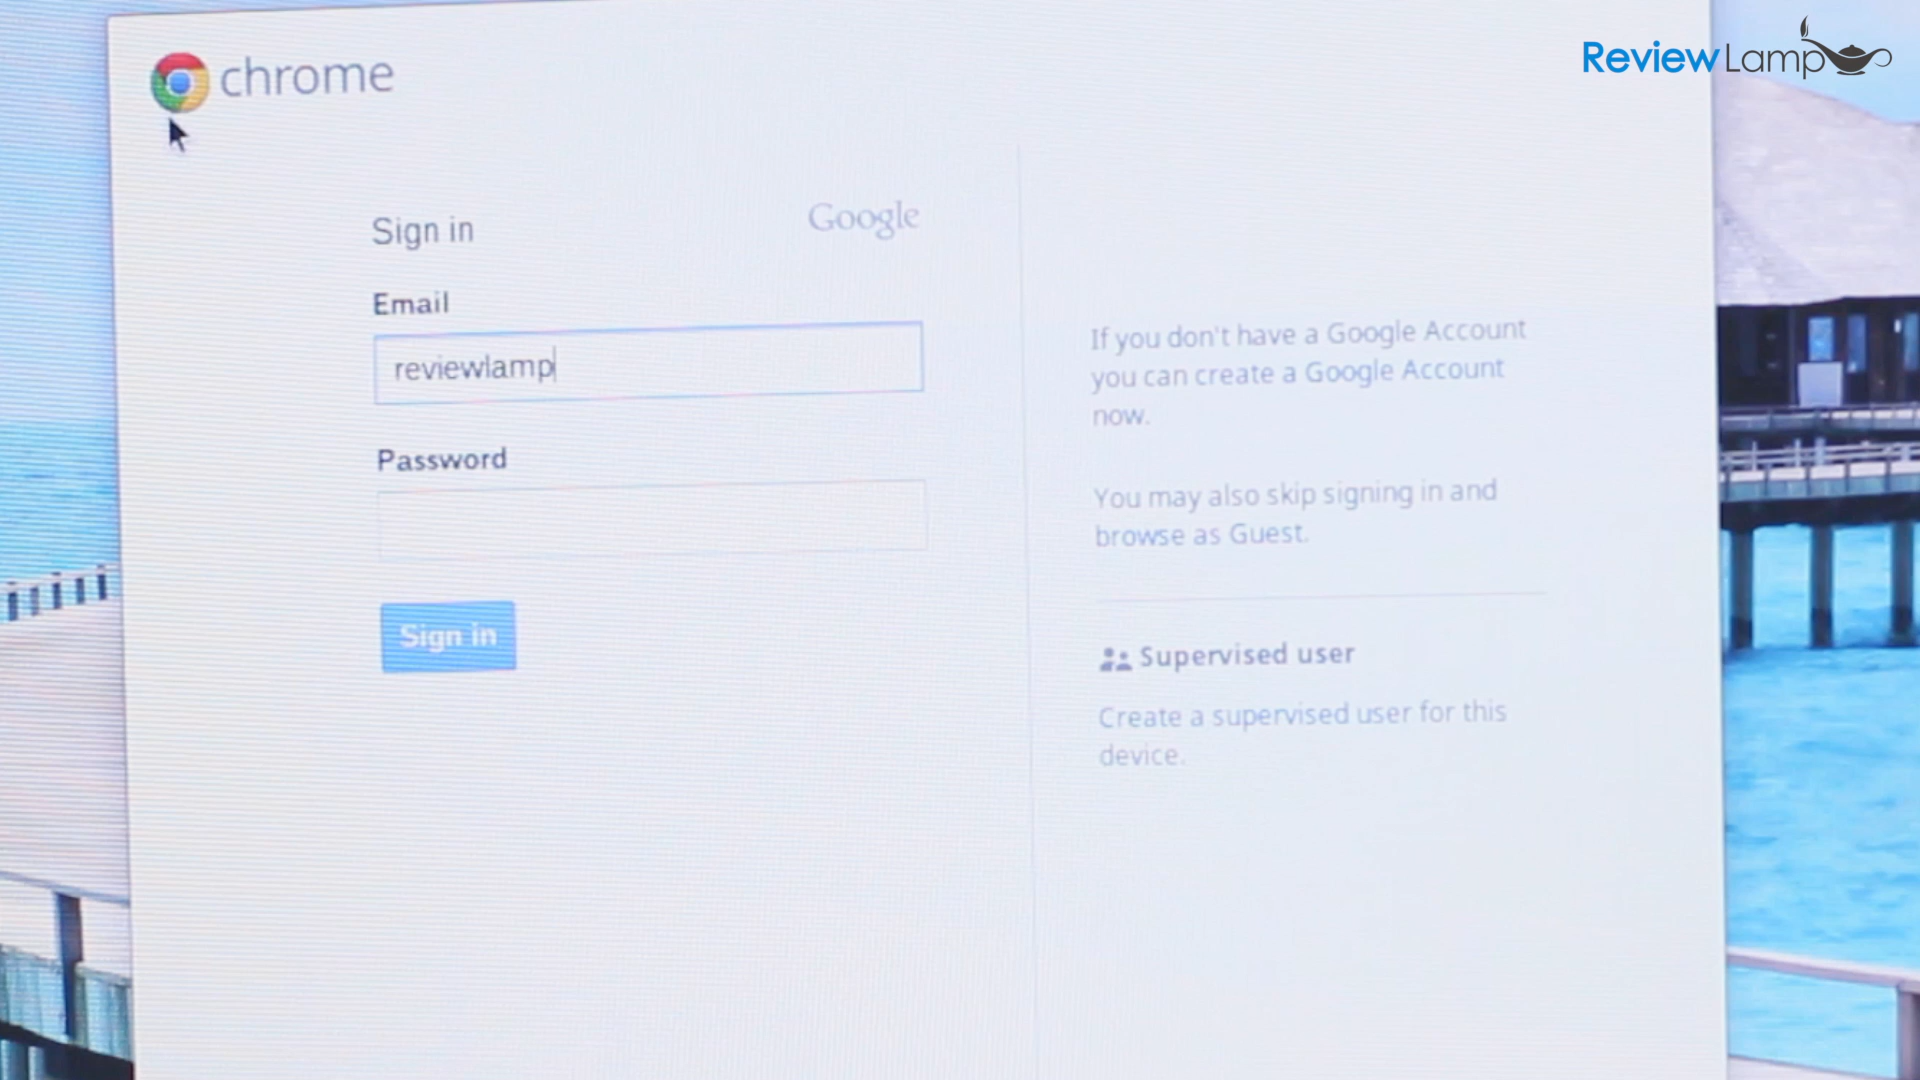 ReviewLamp
chrome
Sign in
Google
Email
reviewlamp
Password
Sign in
If you don't have a Google Account
you can create a Google Account
now.
You may also skip signing in and
browse as Guest.
Supervised user
Create a supervised user for this
device.